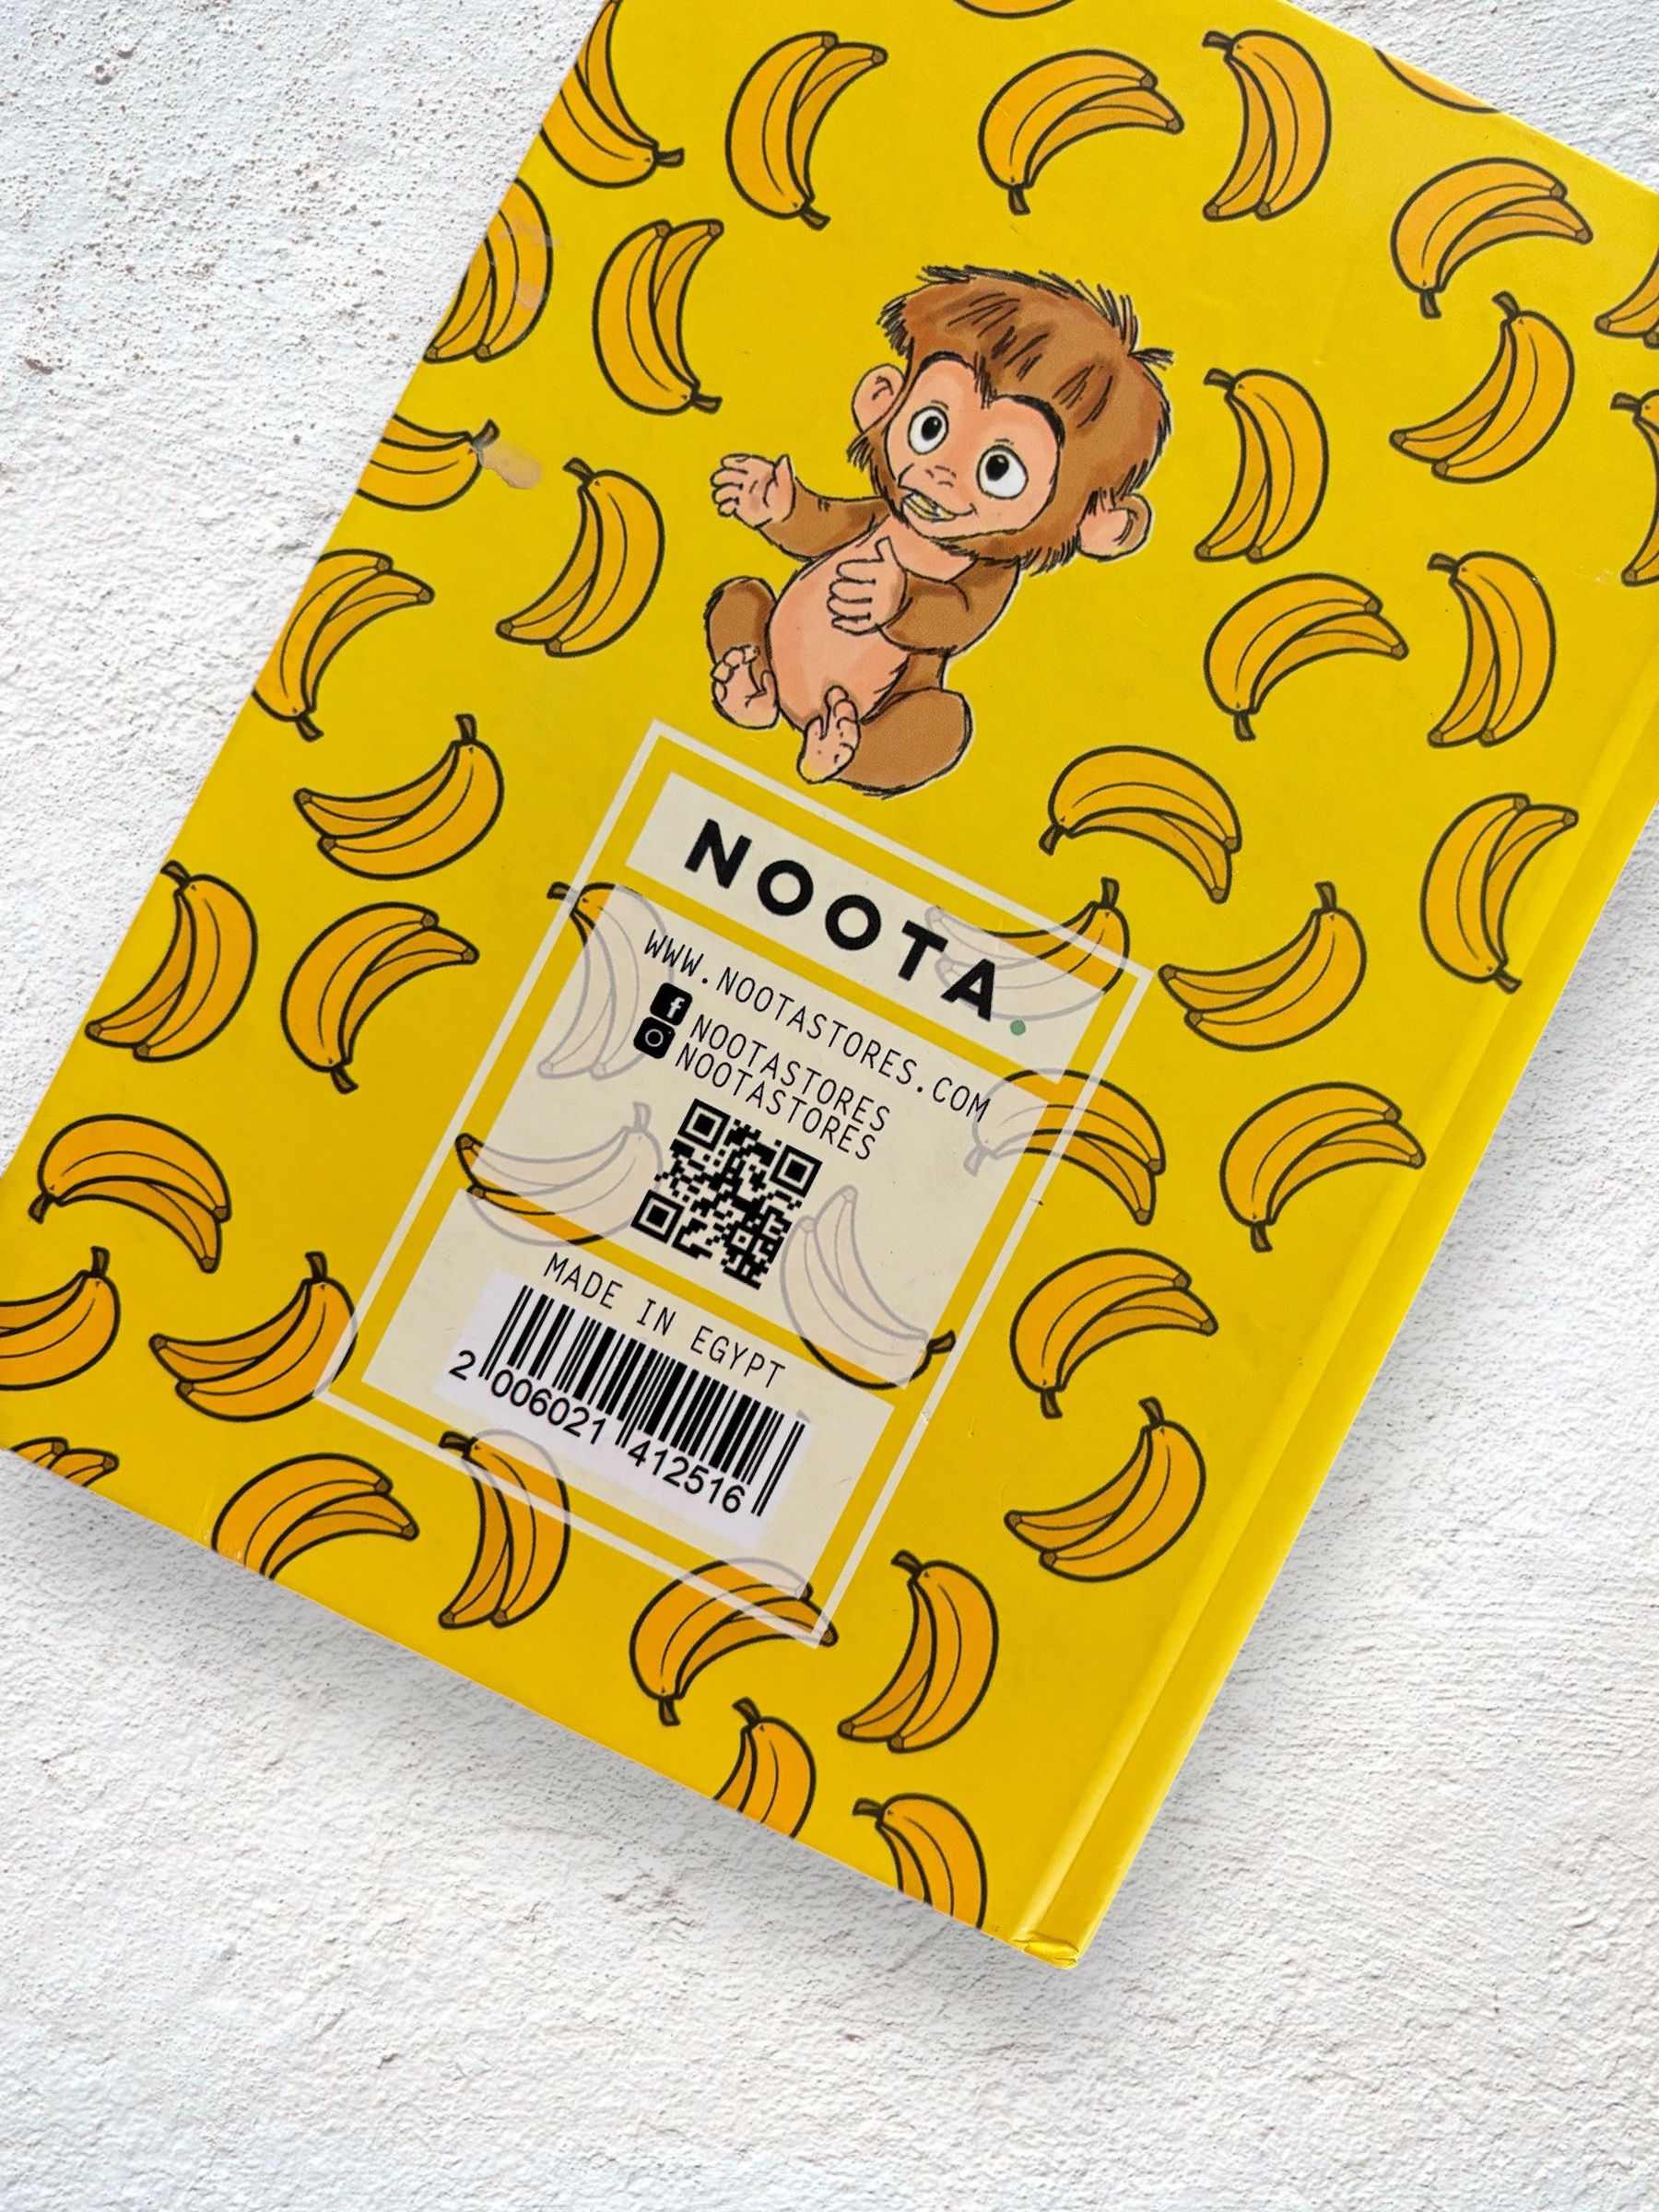 NOOTA.
WWW.NOOTASTORES.COM
NOOTASTORES
NOOTASTORES
MADE IN EGYPT
2 006021 412516